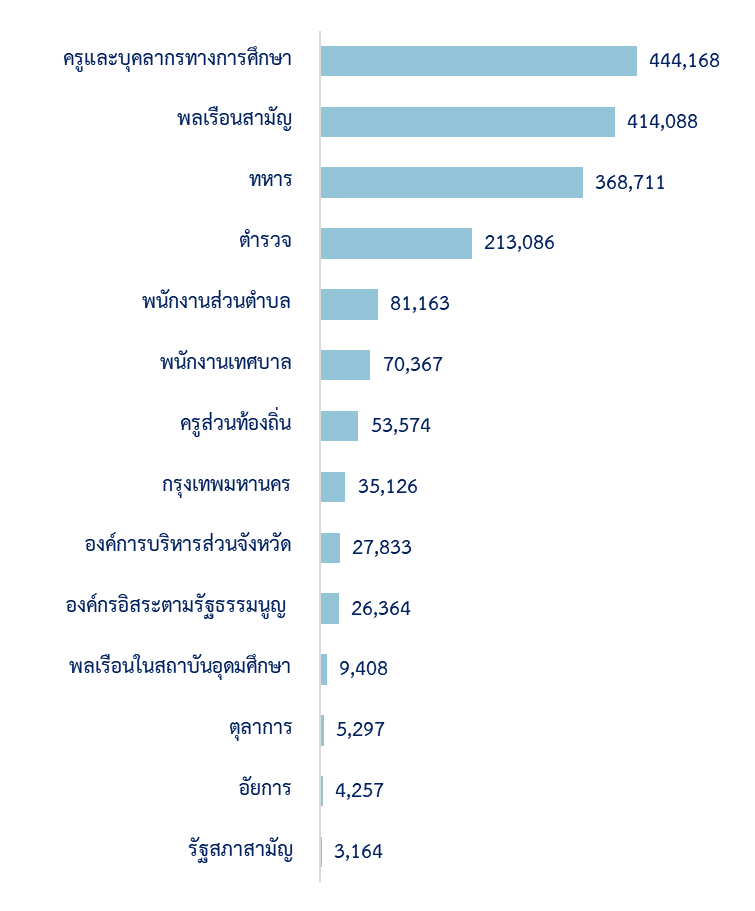 ครูและบุคลากรทางการศึกษา 444,168
พลเรือนสามัญ 414,088
ทหาร 368,711
ตำรวจ 213,086
พนักงานส่วนตำบล 81,163
พนักงานเทศบาล 70,367
ครูส่วนท้องถิ่น 53,574
กรุงเทพมหานคร 35,126
องค์การบริหารส่วนจังหวัด 27,833
องค์กรอิสระตามรัฐธรรมนูญ 26,364
พลเรือนในสถาบันอุดมศึกษา 9,408
ตุลาการ 5,297
อัยการ 4,257
รัฐสภาสามัญ 3,164